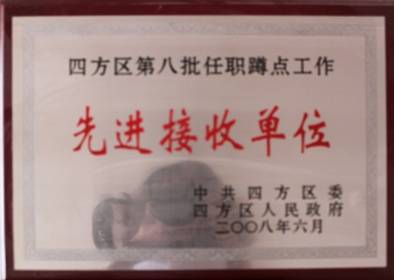 四方区第八批任职蹲点工作
先进接收单位
中共四方区委
四方区人民政府
二〇〇八年六月